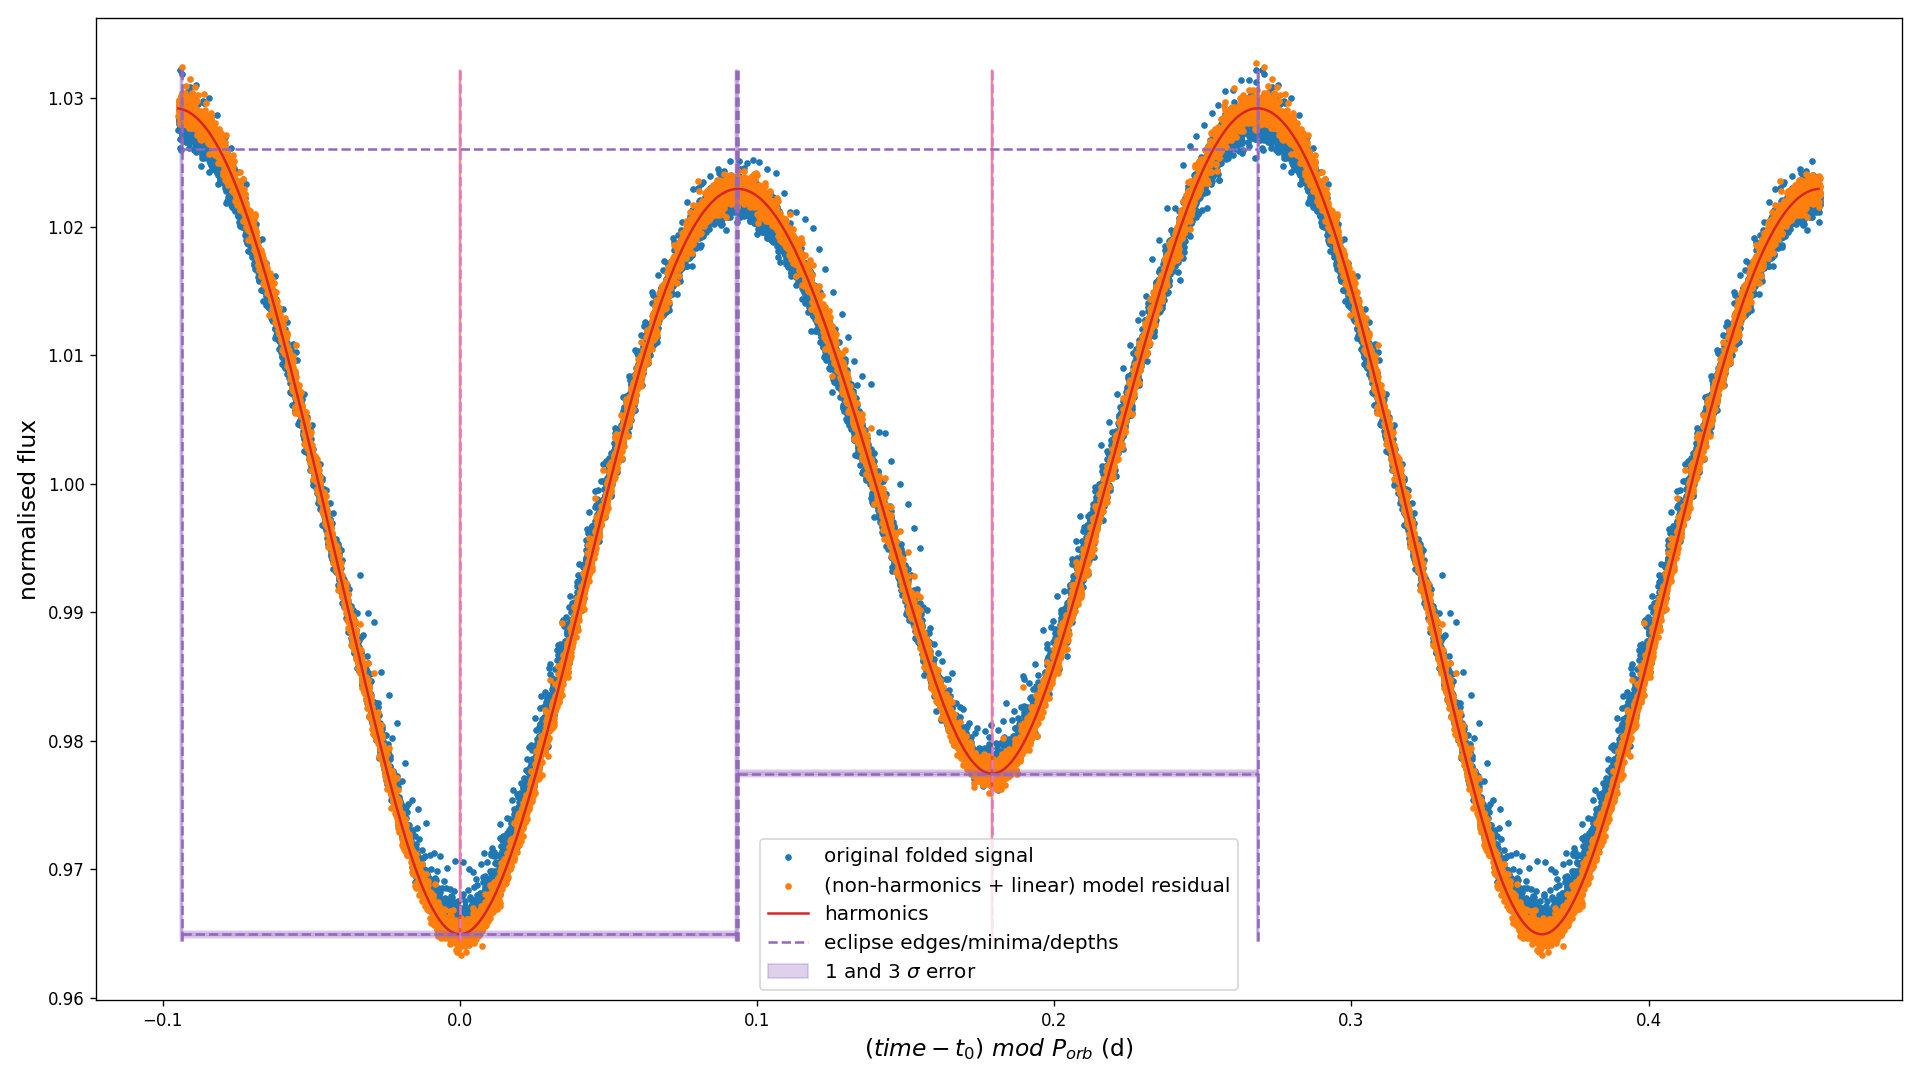 normalised flux
1.03
1.02
1.01
1.00
0.99
0.98
0.97
0.96
original folded signal
(non-harmonics + linear) model residual
harmonics
eclipse edges/minima/depths
1 and 3 σ error
−0.1 0.0 0.1 0.2 0.3 0.4
(time − t₀) mod Pₒᵣb (d)